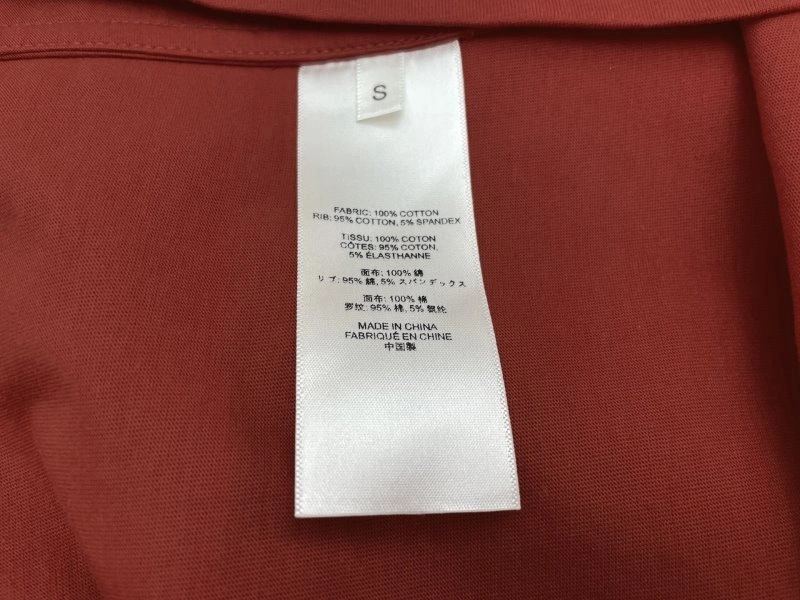 S
FABRIC: 100% COTTON
RIB: 95% COTTON, 5% SPANDEX
TISSU: 100% COTON
CÔTES: 95% COTON,
5% ÉLASTHANNE
面布: 100% 綿
リブ: 95% 綿, 5% スパンデックス
面布: 100% 棉
罗纹: 95% 棉, 5% 氨纶
MADE IN CHINA
FABRIQUÉ EN CHINE
中国製